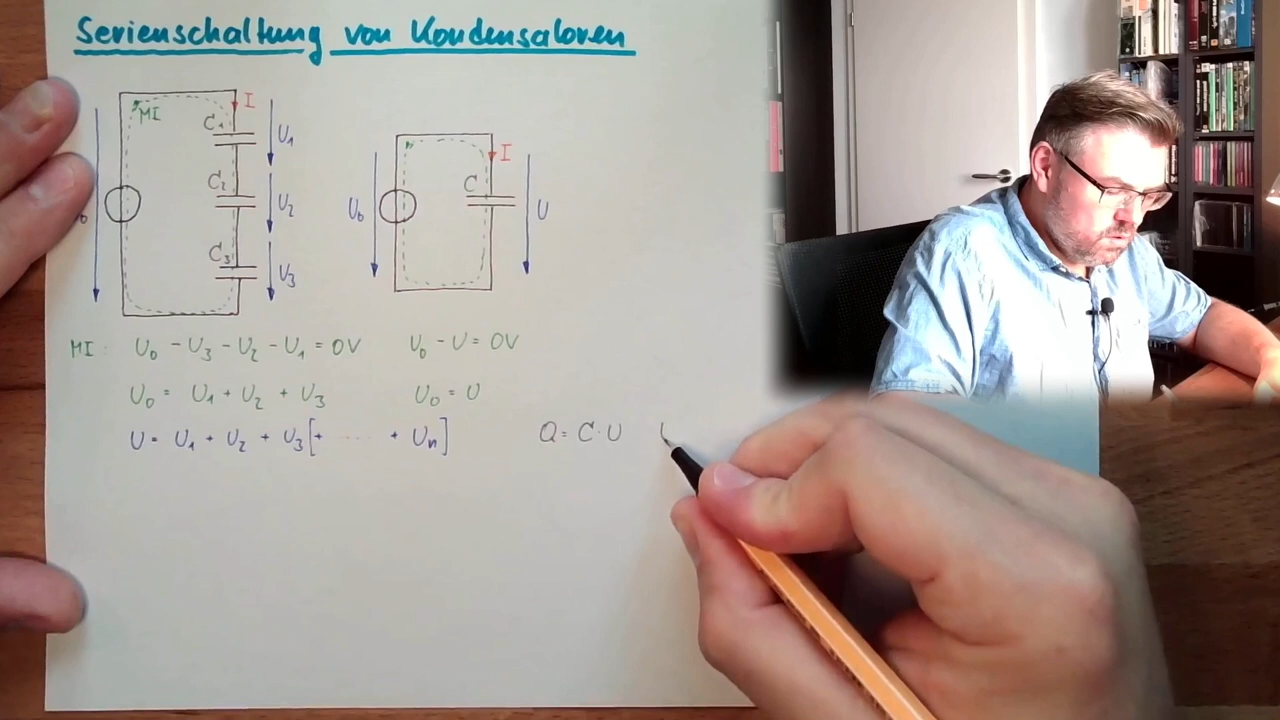 Serienschaltung von Kondensatoren
MI
I
C1
U1
C2
U2
C3
U3
U0
C
I
U
MI: U0 - U3 - U2 - U1 = 0V
U0 - U = 0V
U0 = U1 + U2 + U3
U0 = U
U = U1 + U2 + U3 [+ ..... + Un]
Q = C · U